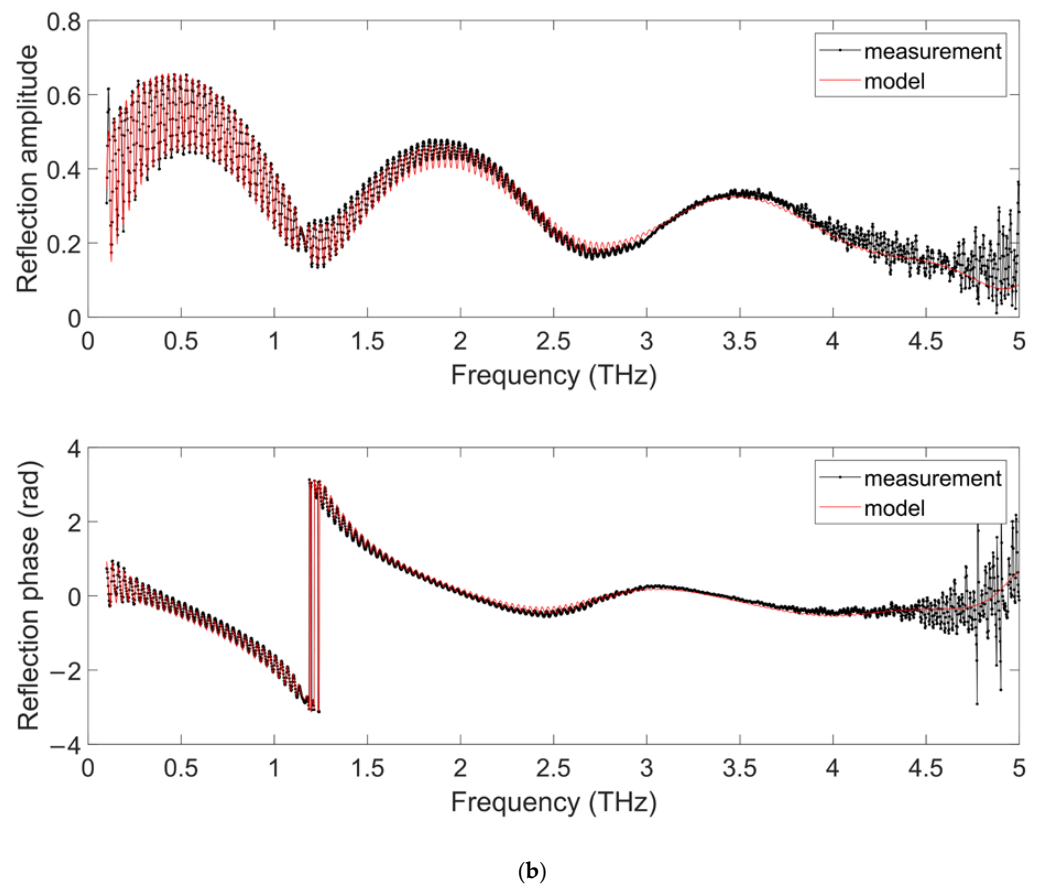 0.8
0.6
0.4
0.2
0
Reflection amplitude
measurement
model
0 0.5 1 1.5 2 2.5 3 3.5 4 4.5 5
Frequency (THz)
4
2
0
−2
−4
Reflection phase (rad)
measurement
model
0 0.5 1 1.5 2 2.5 3 3.5 4 4.5 5
Frequency (THz)
(b)